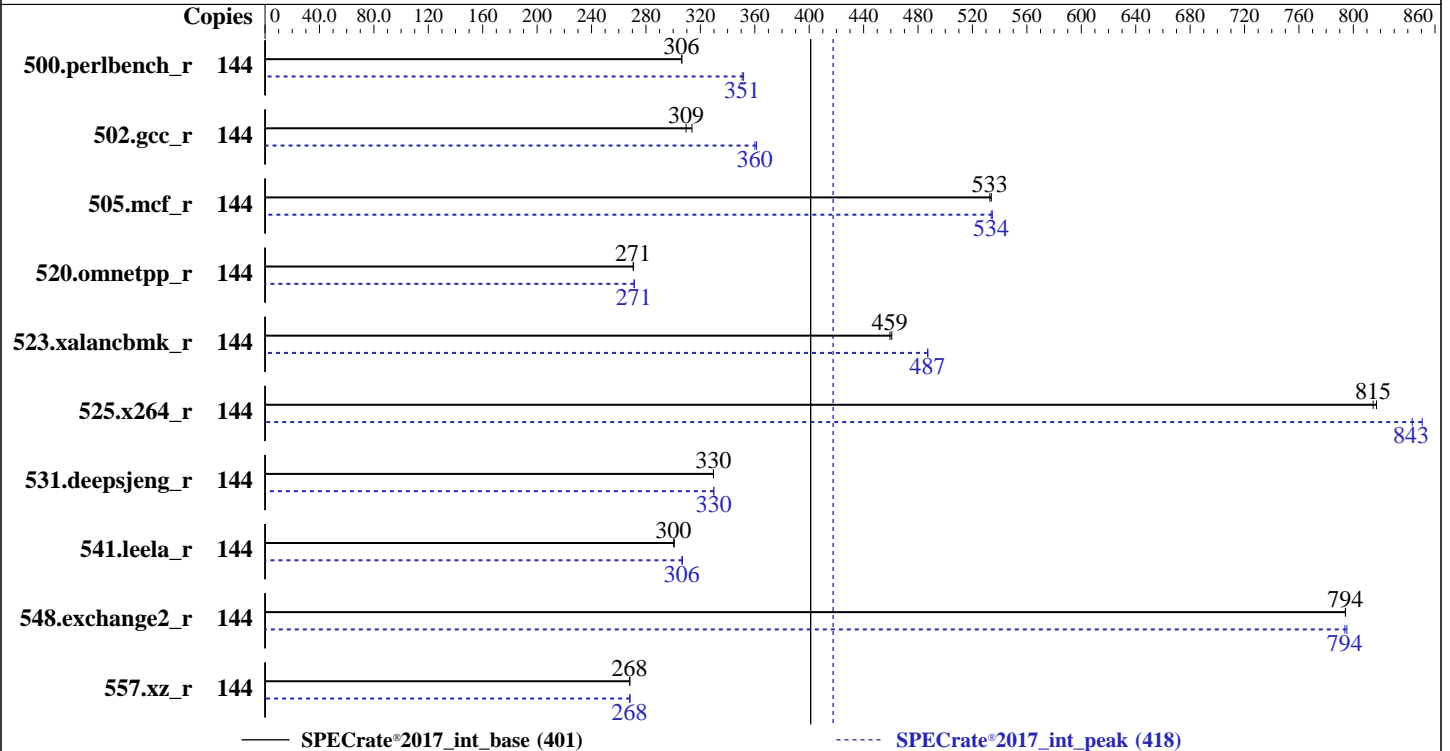 Copies 0 40.0 80.0 120 160 200 240 280 320 360 400 440 480 520 560 600 640 680 720 760 800 860
306
500.perlbench_r 144
351
309
502.gcc_r 144
360
533
505.mcf_r 144
534
271
520.omnetpp_r 144
271
459
523.xalancbmk_r 144
487
815
525.x264_r 144
843
330
531.deepsjeng_r 144
330
300
541.leela_r 144
306
794
548.exchange2_r 144
794
268
557.xz_r 144
268
SPECrate®2017_int_base (401) SPECrate®2017_int_peak (418)